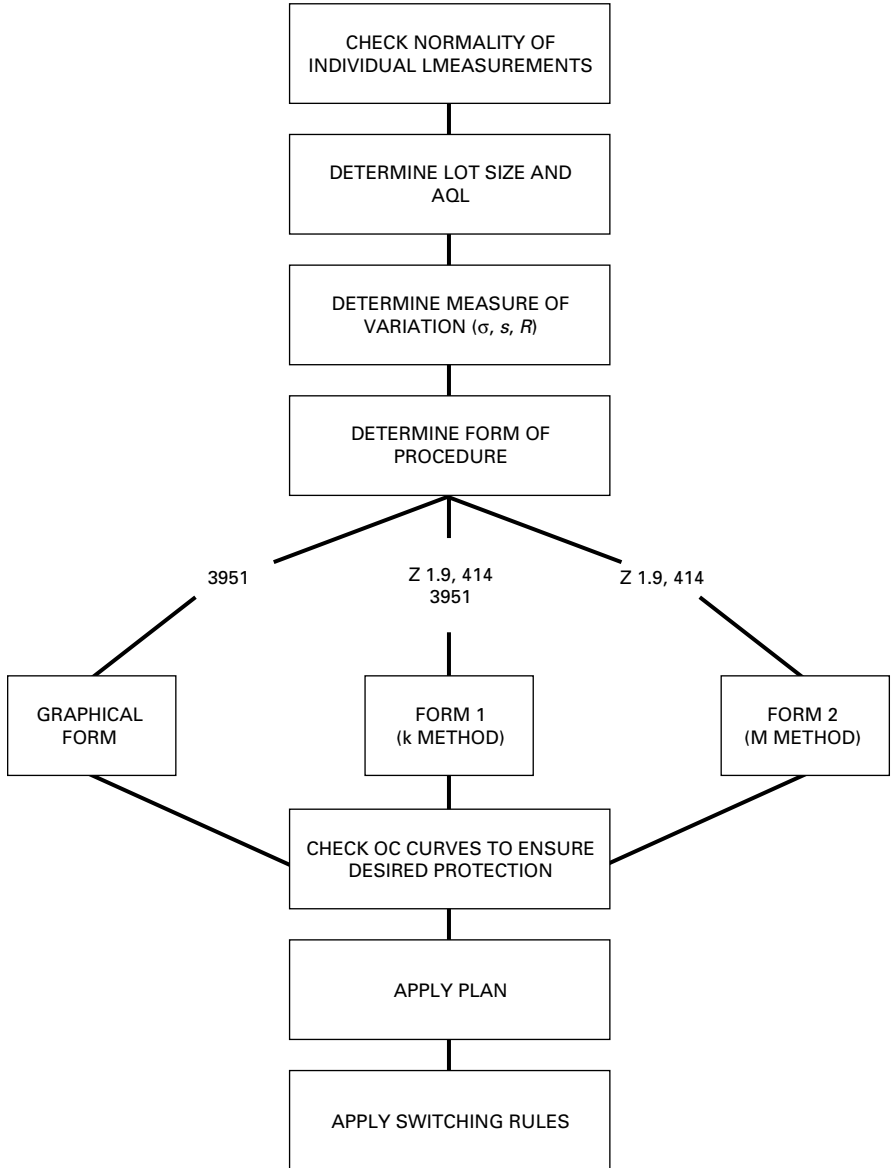 CHECK NORMALITY OF
INDIVIDUAL LMEASUREMENTS
DETERMINE LOT SIZE AND
AQL
DETERMINE MEASURE OF
VARIATION (σ, s, R)
DETERMINE FORM OF
PROCEDURE
3951
Z 1.9, 414
3951
Z 1.9, 414
GRAPHICAL
FORM
FORM 1
(k METHOD)
FORM 2
(M METHOD)
CHECK OC CURVES TO ENSURE
DESIRED PROTECTION
APPLY PLAN
APPLY SWITCHING RULES